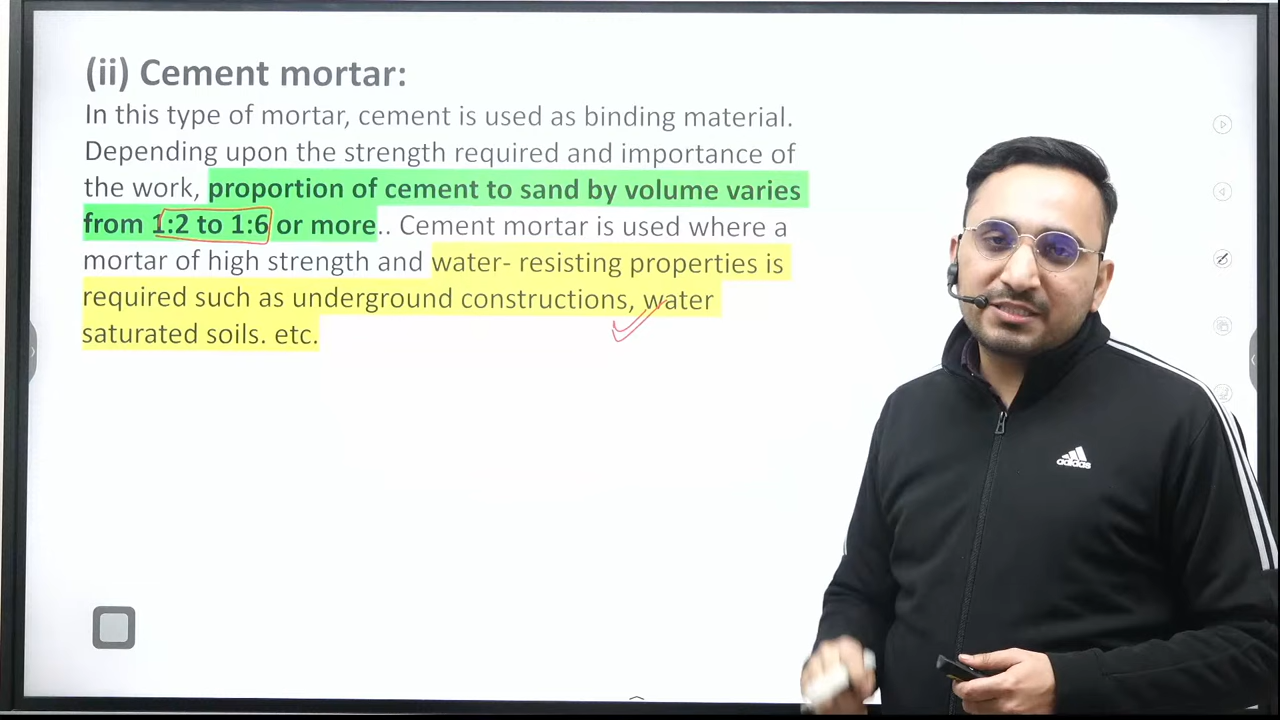 (ii) Cement mortar:
In this type of mortar, cement is used as binding material.
Depending upon the strength required and importance of
the work, proportion of cement to sand by volume varies
from 1:2 to 1:6 or more.. Cement mortar is used where a
mortar of high strength and water- resisting properties is
required such as underground constructions, water
saturated soils. etc.
adidas